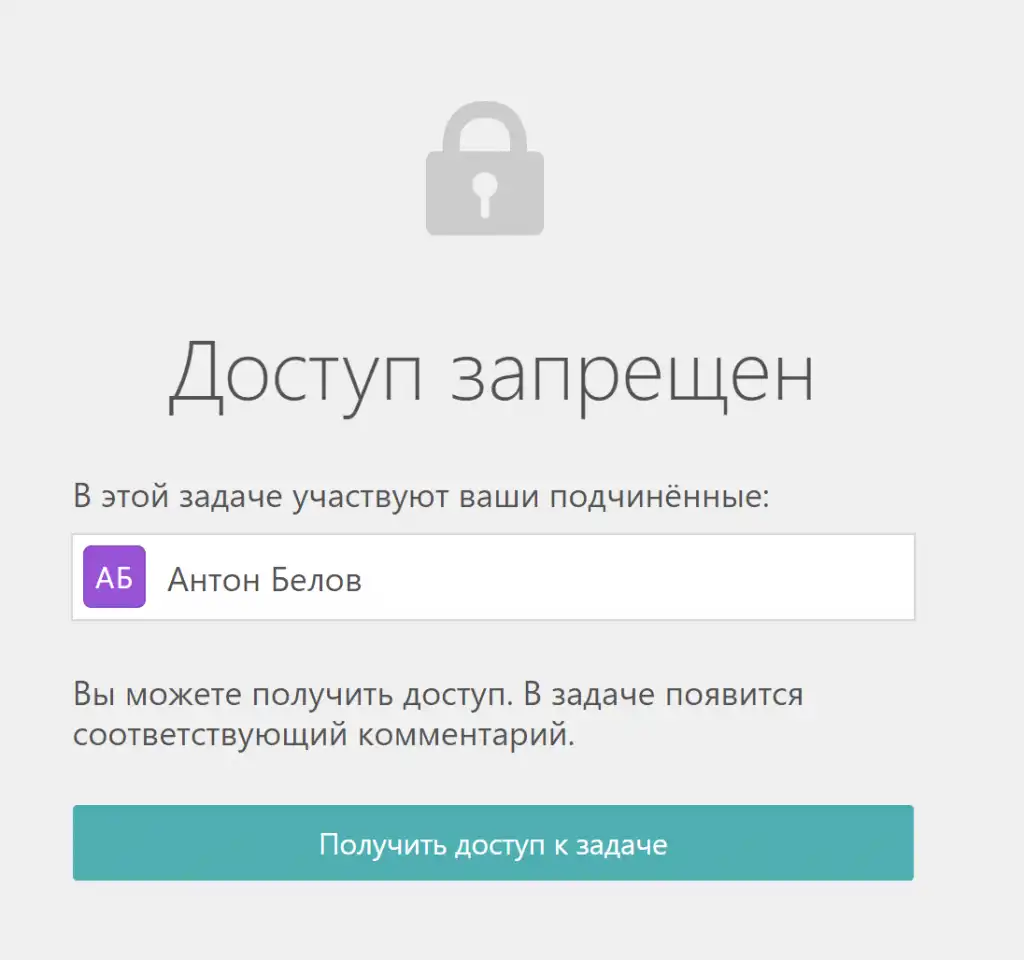 Доступ запрещен
В этой задаче участвуют ваши подчинённые:
АБ Антон Белов
Вы можете получить доступ. В задаче появится
соответствующий комментарий.
Получить доступ к задаче